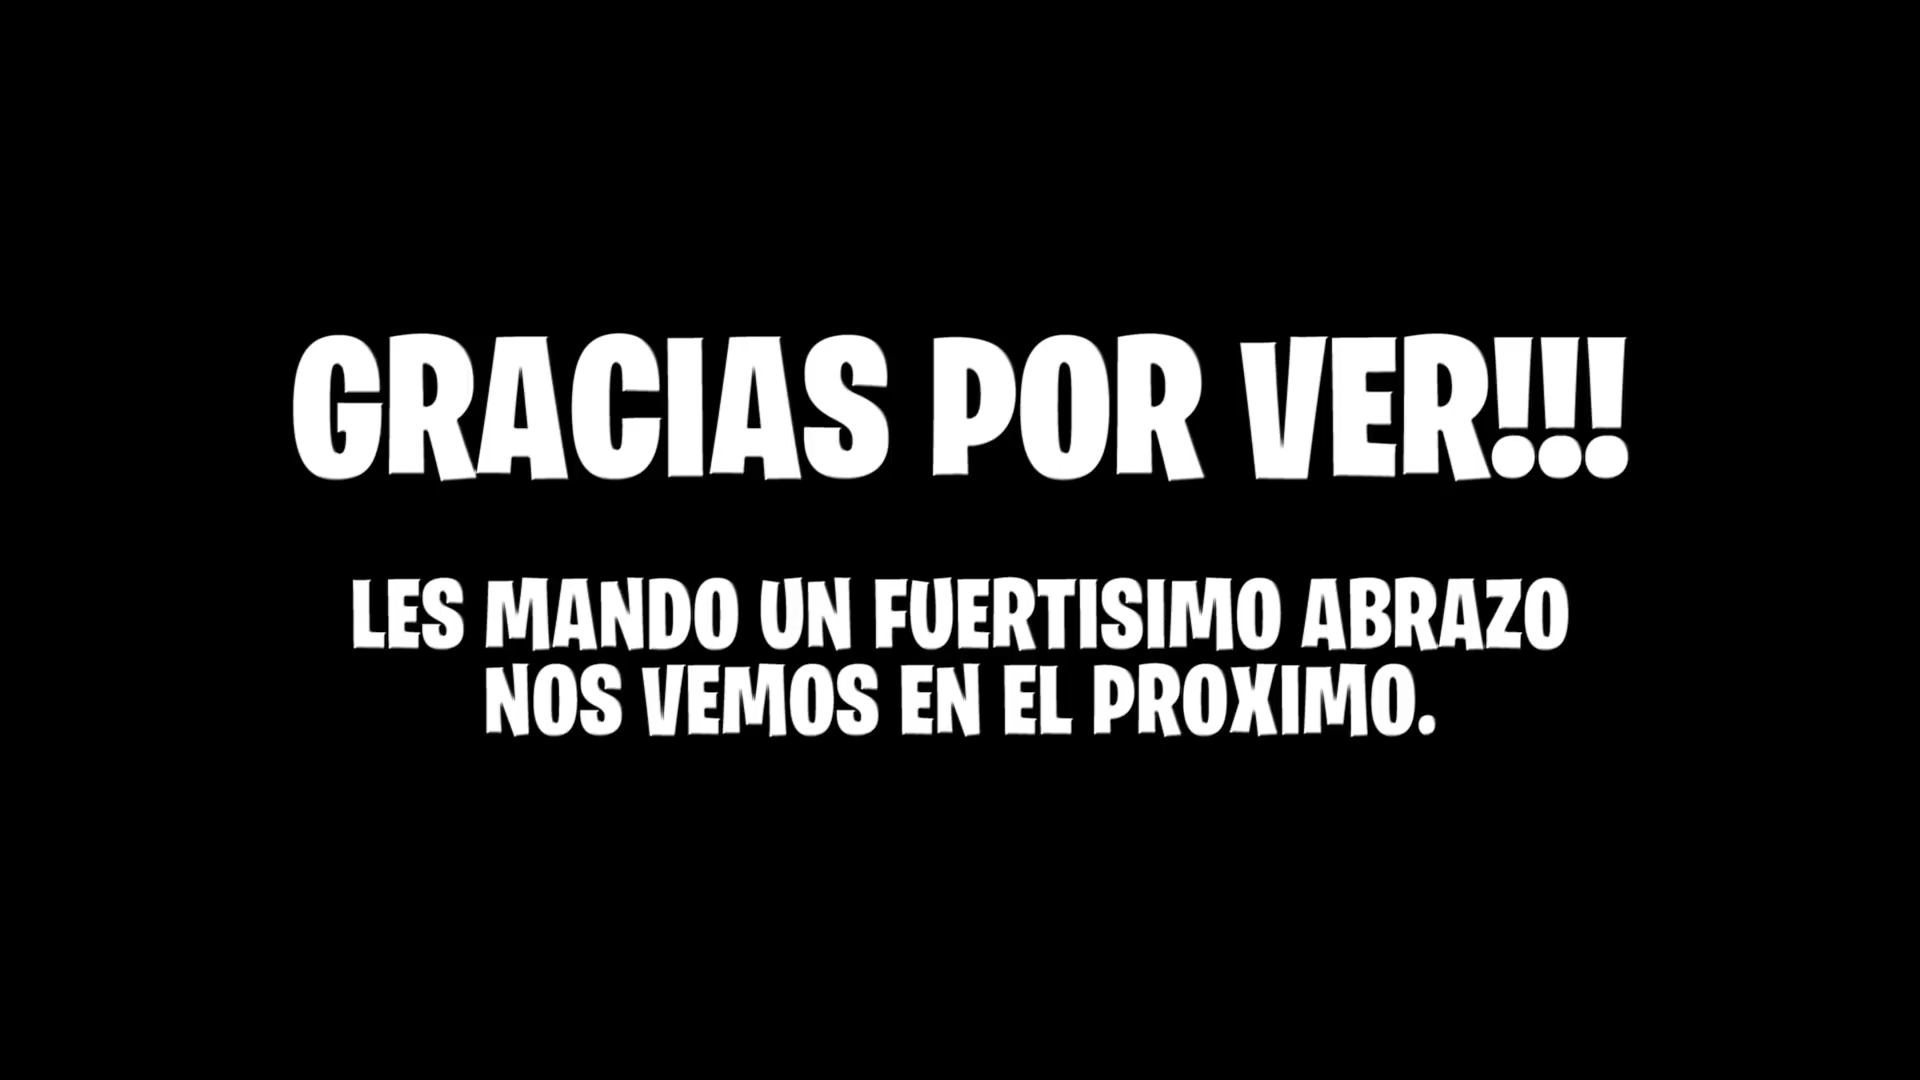 GRACIAS POR VER!!!
LES MANDO UN FUERTISIMO ABRAZO
NOS VEMOS EN EL PROXIMO.